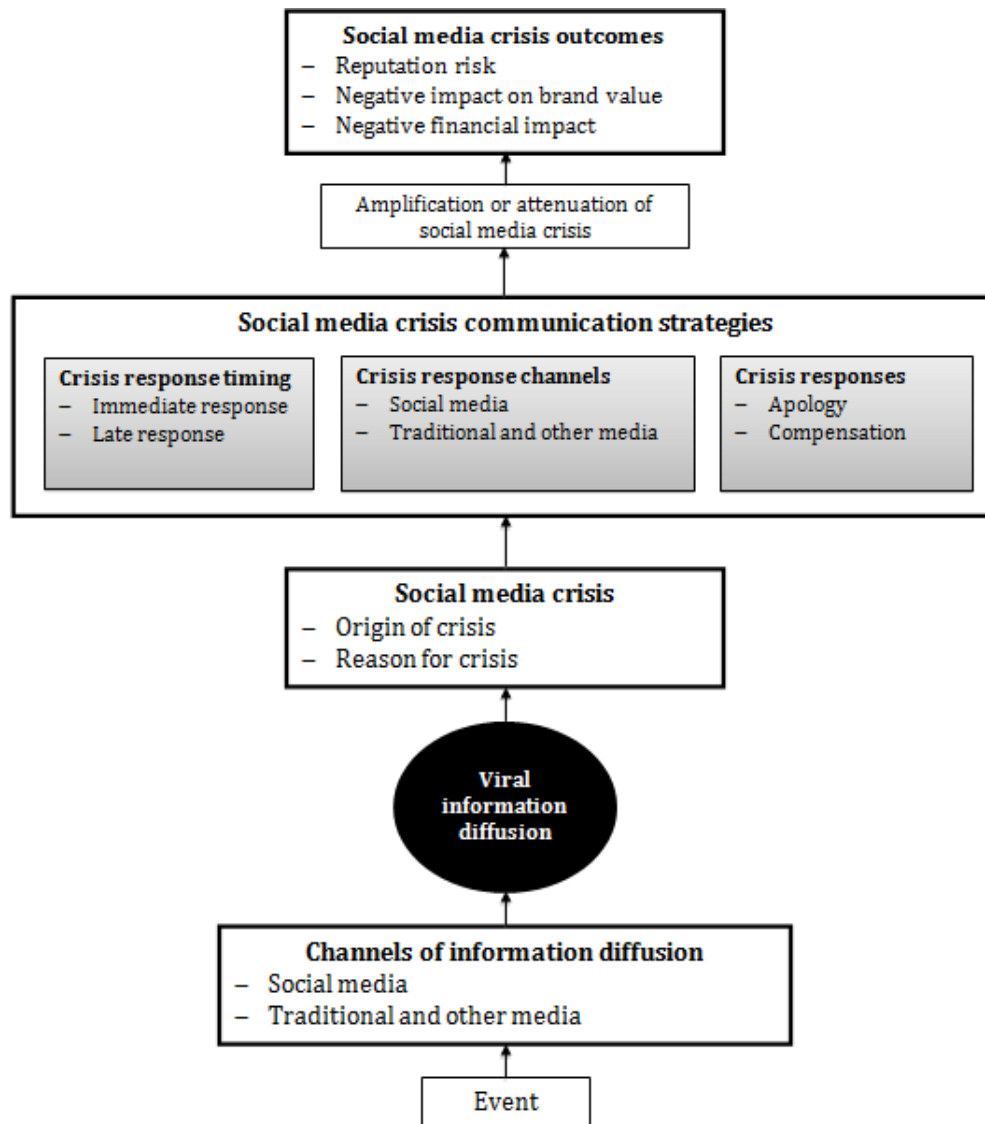 Social media crisis outcomes
– Reputation risk
– Negative impact on brand value
– Negative financial impact
Amplification or attenuation of
social media crisis
Social media crisis communication strategies
Crisis response timing
– Immediate response
– Late response
Crisis response channels
– Social media
– Traditional and other media
Crisis responses
– Apology
– Compensation
Social media crisis
– Origin of crisis
– Reason for crisis
Viral
information
diffusion
Channels of information diffusion
– Social media
– Traditional and other media
Event